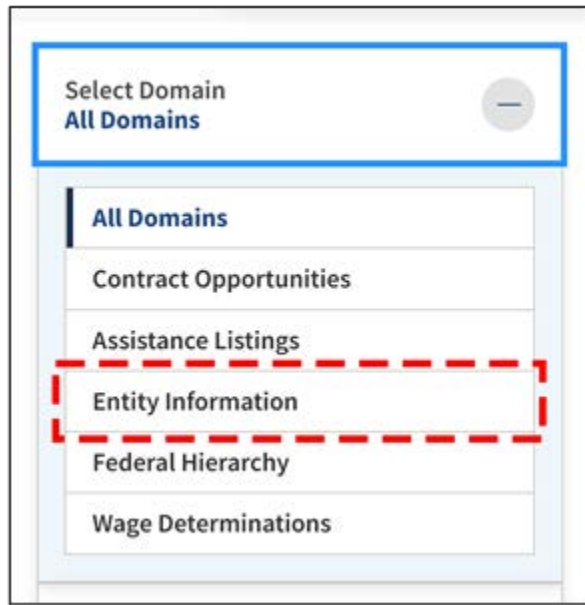 Select Domain
All Domains
All Domains
Contract Opportunities
Assistance Listings
Entity Information
Federal Hierarchy
Wage Determinations